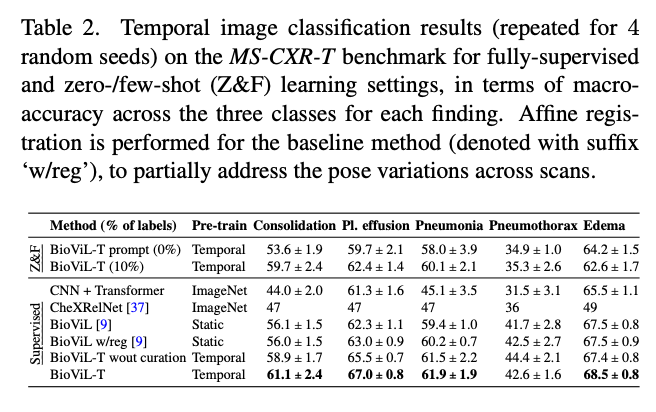 Table 2. Temporal image classification results (repeated for 4
random seeds) on the MS-CXR-T benchmark for fully-supervised
and zero-/few-shot (Z&F) learning settings, in terms of macro-
accuracy across the three classes for each finding. Affine regis-
tration is performed for the baseline method (denoted with suffix
‘w/reg’), to partially address the pose variations across scans.
Method (% of labels) Pre-train Consolidation Pl. effusion Pneumonia Pneumothorax Edema
Z&F
BioViL-T prompt (0%) Temporal 53.6 ± 1.9 59.7 ± 2.1 58.0 ± 3.9 34.9 ± 1.0 64.2 ± 1.5
BioViL-T (10%) Temporal 59.7 ± 2.4 62.4 ± 1.4 60.1 ± 2.1 35.3 ± 2.6 62.6 ± 1.7
Supervised
CNN + Transformer ImageNet 44.0 ± 2.0 61.3 ± 1.6 45.1 ± 3.5 31.5 ± 3.1 65.5 ± 1.1
CheXRelNet [37] ImageNet 47 47 47 36 49
BioViL [9] Static 56.1 ± 1.5 62.3 ± 1.1 59.4 ± 1.0 41.7 ± 2.8 67.5 ± 0.8
BioViL w/reg [9] Static 56.0 ± 1.5 63.0 ± 0.9 60.2 ± 0.7 42.5 ± 2.7 67.5 ± 0.9
BioViL-T wout curation Temporal 58.9 ± 1.7 65.5 ± 0.7 61.5 ± 2.2 44.4 ± 2.1 67.4 ± 0.8
BioViL-T Temporal 61.1 ± 2.4 67.0 ± 0.8 61.9 ± 1.9 42.6 ± 1.6 68.5 ± 0.8